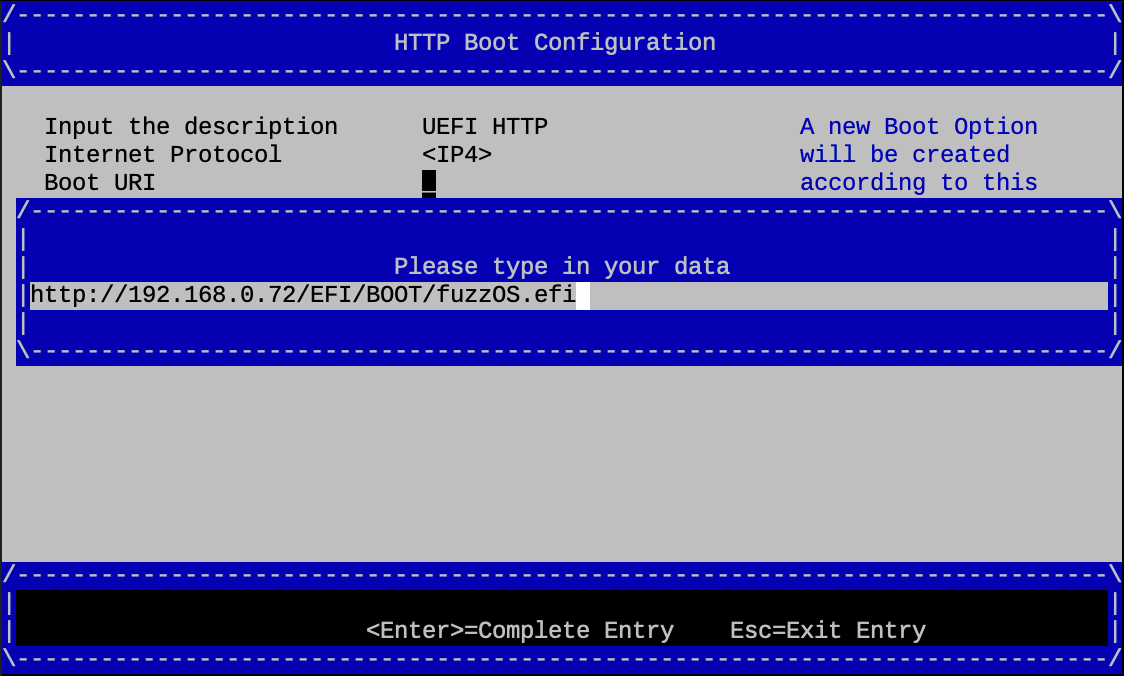 HTTP Boot Configuration
Input the description UEFI HTTP A new Boot Option
Internet Protocol <IP4> will be created
Boot URI according to this
Please type in your data
http://192.168.0.72/EFI/BOOT/fuzzOS.efi
<Enter>=Complete Entry Esc=Exit Entry